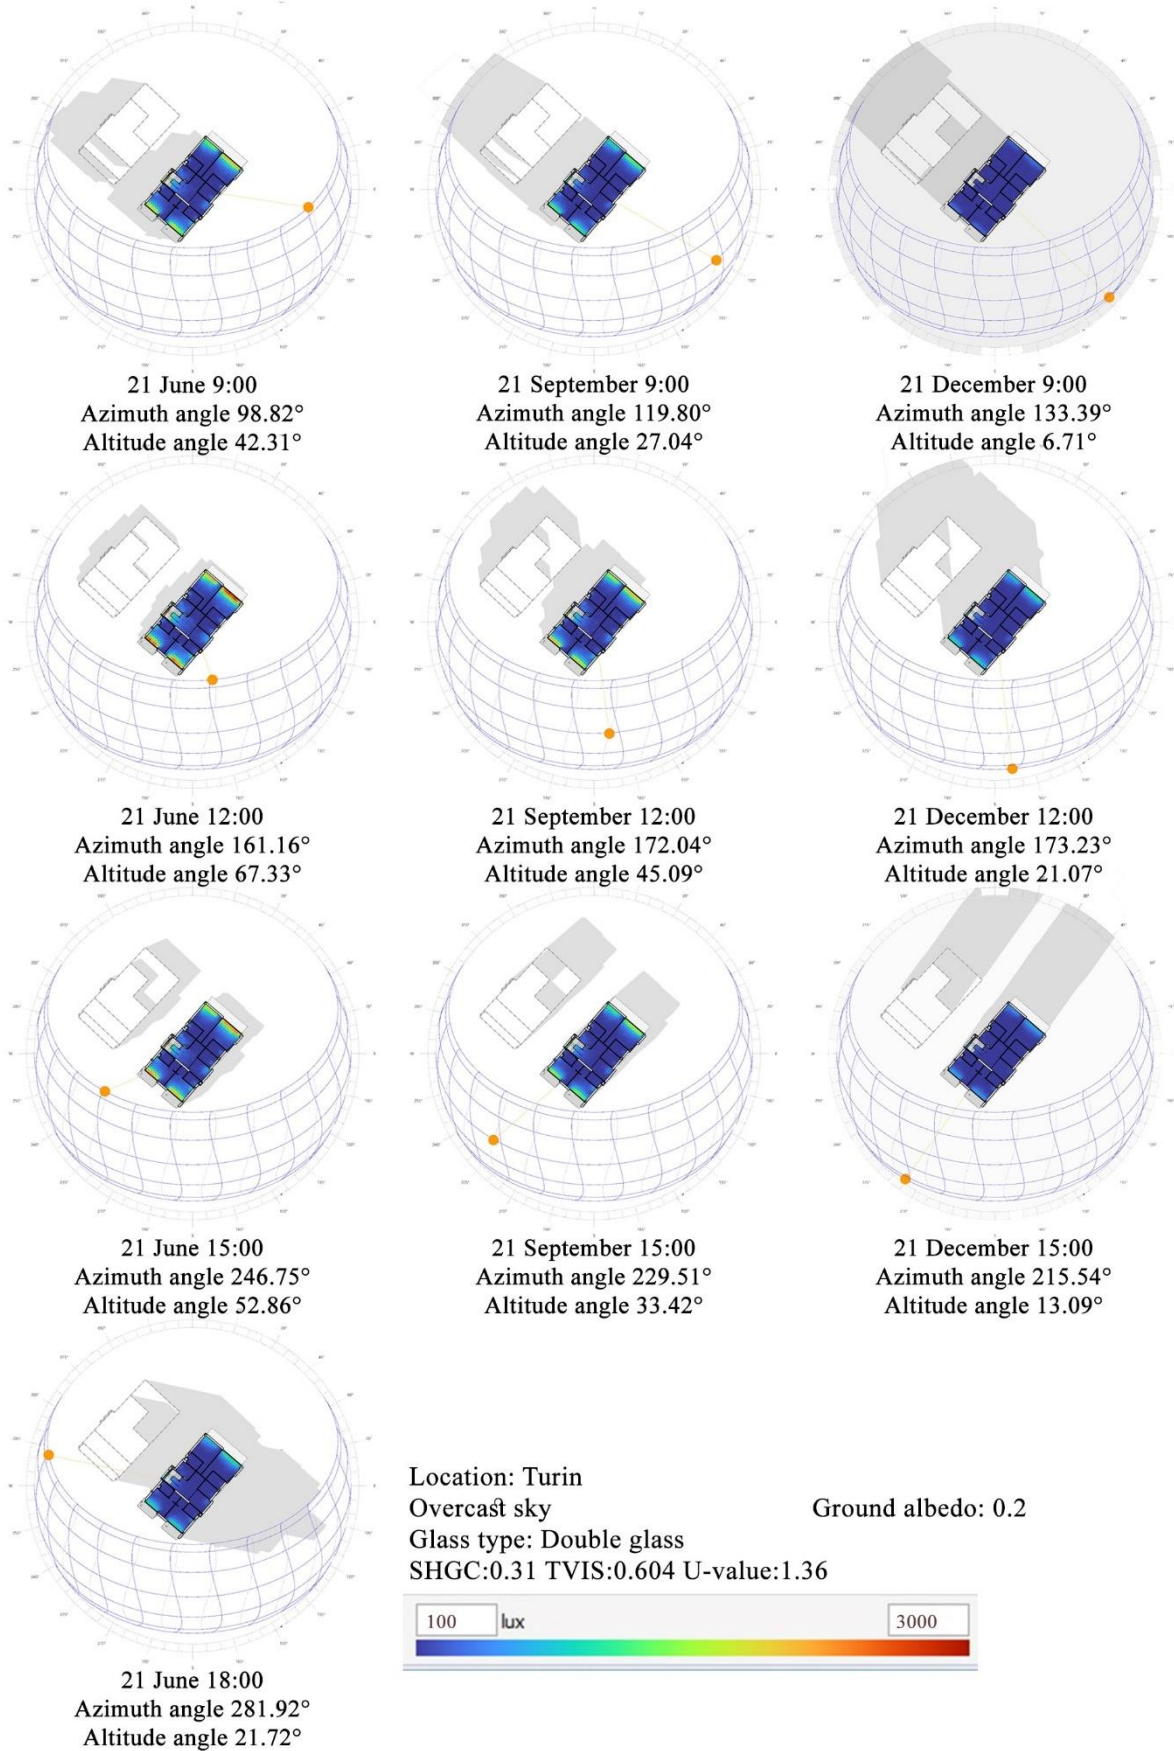 21 June 9:00
Azimuth angle 98.82°
Altitude angle 42.31°
21 September 9:00
Azimuth angle 119.80°
Altitude angle 27.04°
21 December 9:00
Azimuth angle 133.39°
Altitude angle 6.71°
21 June 12:00
Azimuth angle 161.16°
Altitude angle 67.33°
21 September 12:00
Azimuth angle 172.04°
Altitude angle 45.09°
21 December 12:00
Azimuth angle 173.23°
Altitude angle 21.07°
21 June 15:00
Azimuth angle 246.75°
Altitude angle 52.86°
21 September 15:00
Azimuth angle 229.51°
Altitude angle 33.42°
21 December 15:00
Azimuth angle 215.54°
Altitude angle 13.09°
21 June 18:00
Azimuth angle 281.92°
Altitude angle 21.72°
Location: Turin
Overcast sky Ground albedo: 0.2
Glass type: Double glass
SHGC:0.31 TVIS:0.604 U-value:1.36
100 lux 3000